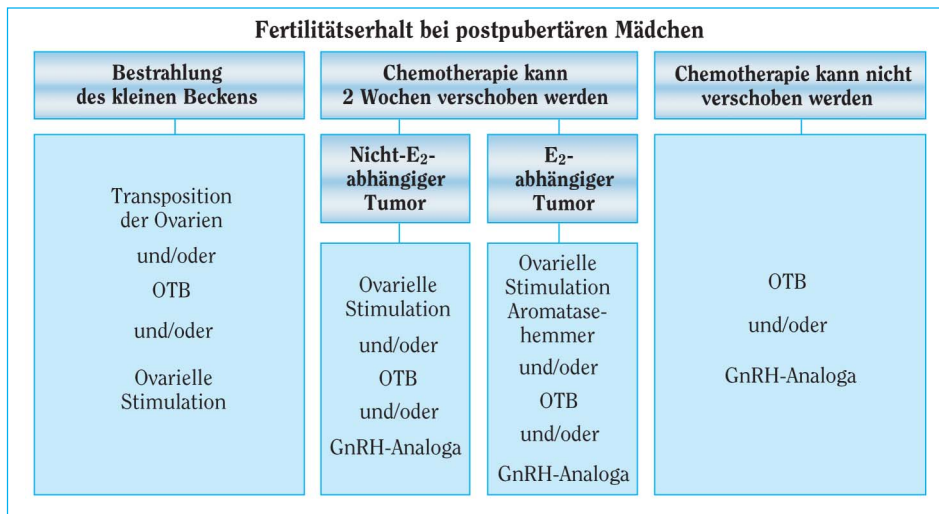 Fertilitätserhalt bei postpubertären Mädchen
Bestrahlung
des kleinen Beckens
Transposition
der Ovarien
und/oder
OTB
und/oder
Ovarielle
Stimulation
Chemotherapie kann
2 Wochen verschoben werden
Nicht-E₂-
abhängiger
Tumor
Ovarielle
Stimulation
und/oder
OTB
und/oder
GnRH-Analoga
E₂-
abhängiger
Tumor
Ovarielle
Stimulation
Aromatase-
hemmer
und/oder
OTB
und/oder
GnRH-Analoga
Chemotherapie kann nicht
verschoben werden
OTB
und/oder
GnRH-Analoga